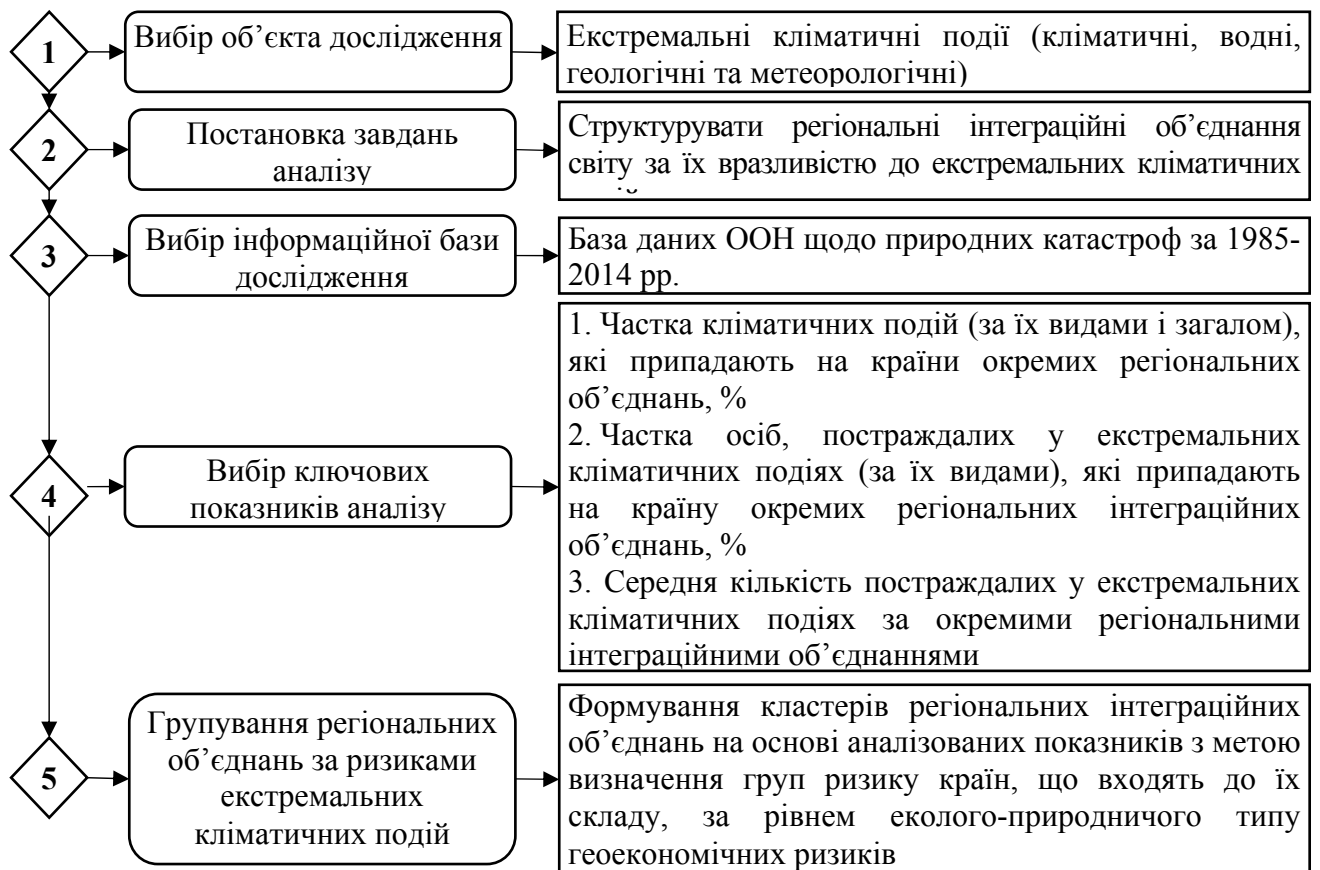 1
Вибір об’єкта дослідження
Екстремальні кліматичні події (кліматичні, водні,
геологічні та метеорологічні)
2
Постановка завдань
аналізу
Структурувати регіональні інтеграційні об’єднання
світу за їх вразливістю до екстремальних кліматичних
3
Вибір інформаційної бази
дослідження
База даних ООН щодо природних катастроф за 1985-
2014 рр.
4
Вибір ключових
показників аналізу
1. Частка кліматичних подій (за їх видами і загалом),
які припадають на країни окремих регіональних
об’єднань, %
2. Частка осіб, постраждалих у екстремальних
кліматичних подіях (за їх видами), які припадають
на країну окремих регіональних інтеграційних
об’єднань, %
3. Середня кількість постраждалих у екстремальних
кліматичних подіях за окремими регіональними
інтеграційними об’єднаннями
5
Групування регіональних
об’єднань за ризиками
екстремальних
кліматичних подій
Формування кластерів регіональних інтеграційних
об’єднань на основі аналізованих показників з метою
визначення груп ризику країн, що входять до їх
складу, за рівнем еколого-природничого типу
геоекономічних ризиків